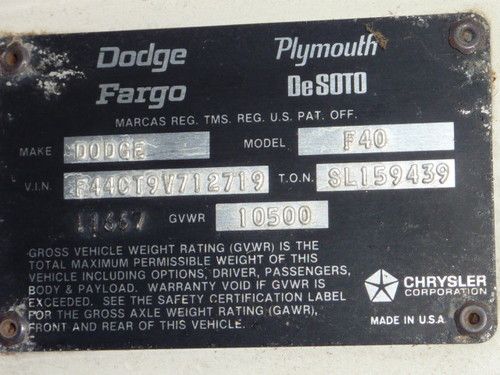 Dodge Plymouth
Fargo DeSOTO
MARCAS REG. TMS. REG. U.S. PAT. OFF.
MAKE DODGE MODEL F40
V.I.N. F44CT9V712719 T.O.N. SL159439
GVWR 10500
GROSS VEHICLE WEIGHT RATING (GVWR) IS THE
TOTAL MAXIMUM PERMISSIBLE WEIGHT OF THIS
VEHICLE INCLUDING OPTIONS, DRIVER, PASSENGERS,
BODY & PAYLOAD. WARRANTY VOID IF GVWR IS
EXCEEDED. SEE THE SAFETY CERTIFICATION LABEL
FOR THE GROSS AXLE WEIGHT RATING (GAWR),
FRONT AND REAR OF THIS VEHICLE.
CHRYSLER
CORPORATION
MADE IN U.S.A.